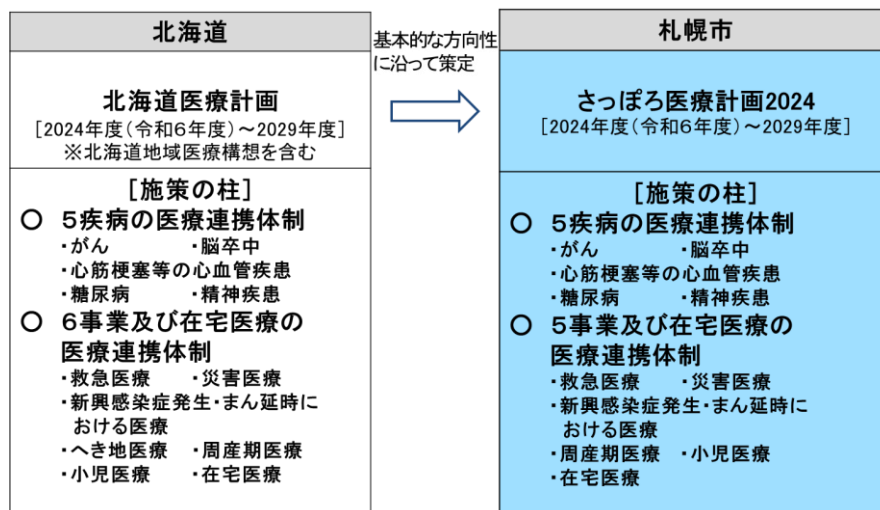 北海道
北海道医療計画
[2024年度(令和6年度)～2029年度]
※北海道地域医療構想を含む
[施策の柱]
○ 5疾病の医療連携体制
・がん ・脳卒中
・心筋梗塞等の心血管疾患
・糖尿病 ・精神疾患
○ 6事業及び在宅医療の
医療連携体制
・救急医療 ・災害医療
・新興感染症発生・まん延時に
おける医療
・へき地医療 ・周産期医療
・小児医療 ・在宅医療
基本的な方向性
に沿って策定
札幌市
さっぽろ医療計画2024
[2024年度(令和6年度)～2029年度]
[施策の柱]
○ 5疾病の医療連携体制
・がん ・脳卒中
・心筋梗塞等の心血管疾患
・糖尿病 ・精神疾患
○ 5事業及び在宅医療の
医療連携体制
・救急医療 ・災害医療
・新興感染症発生・まん延時に
おける医療
・周産期医療 ・小児医療
・在宅医療